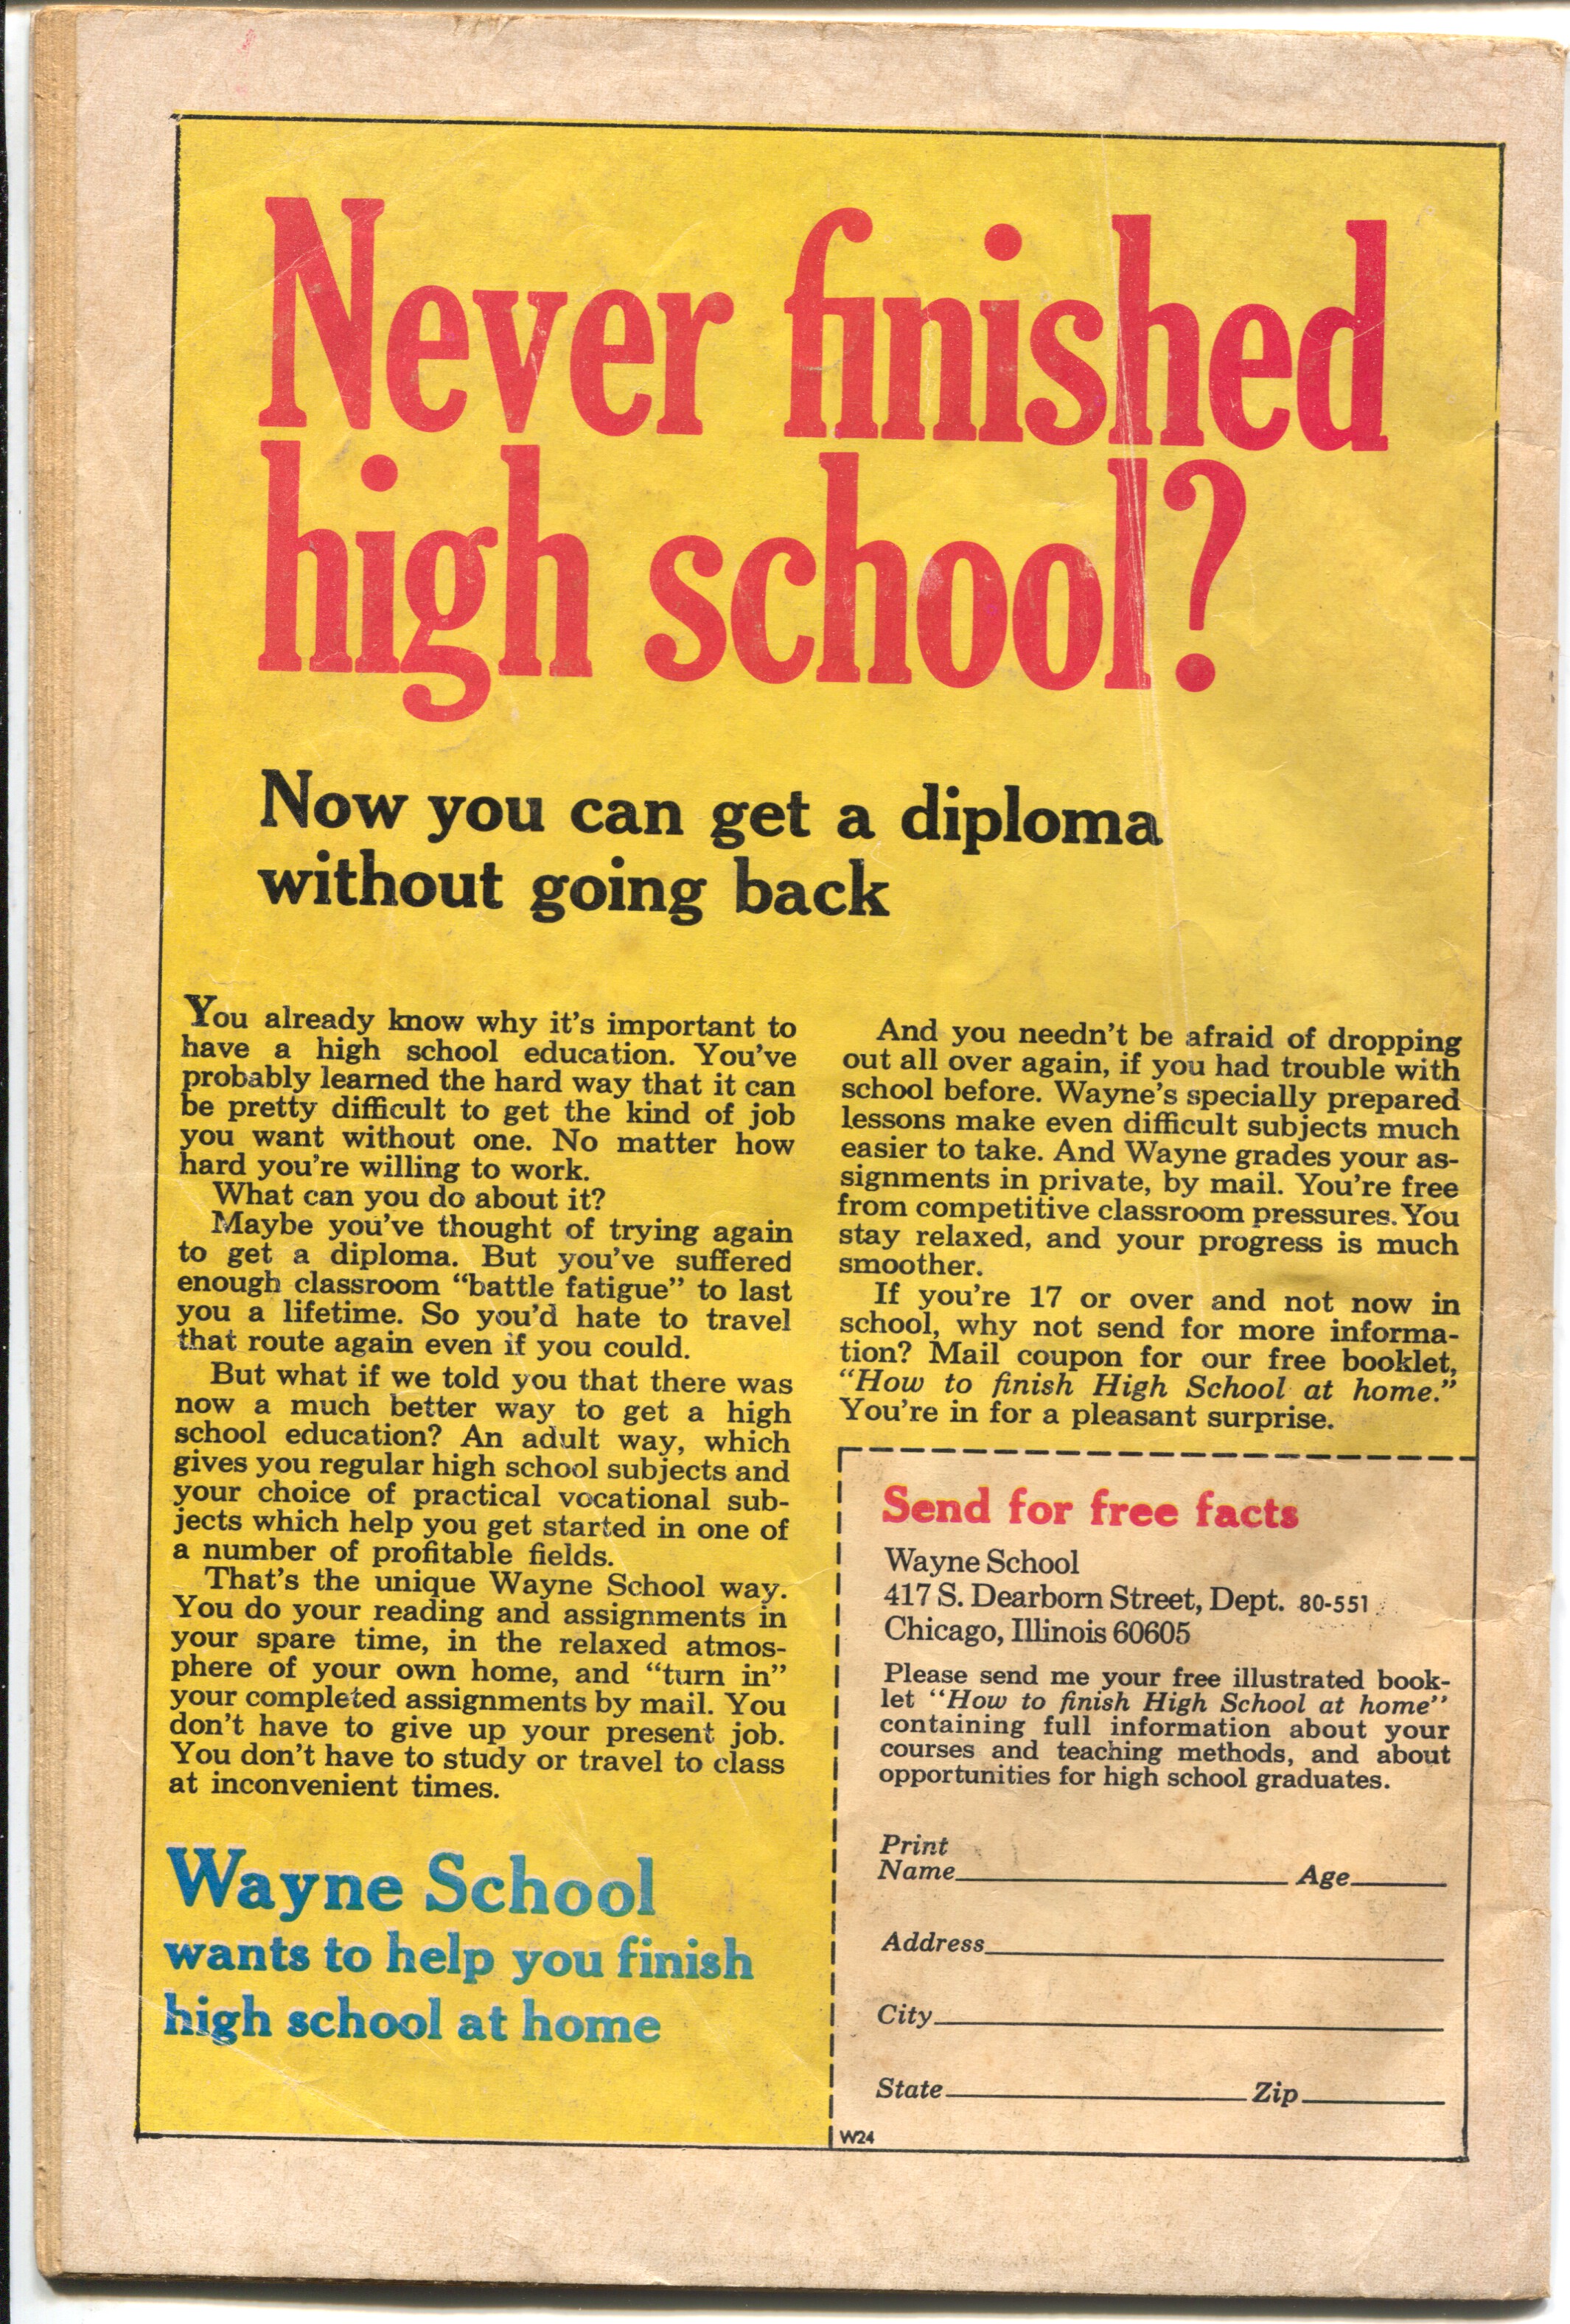 Never finished
high school?
Now you can get a diploma
without going back
You already know why it's important to
have a high school education. You've
probably learned the hard way that it can
be pretty difficult to get the kind of job
you want without one. No matter how
hard you're willing to work.
What can you do about it?
Maybe you've thought of trying again
to get a diploma. But you've suffered
enough classroom "battle fatigue" to last
you a lifetime. So you'd hate to travel
that route again even if you could.
But what if we told you that there was
now a much better way to get a high
school education? An adult way, which
gives you regular high school subjects and
your choice of practical vocational sub-
jects which help you get started in one of
a number of profitable fields.
That's the unique Wayne School way.
You do your reading and assignments in
your spare time, in the relaxed atmos-
phere of your own home, and "turn in"
your completed assignments by mail. You
don't have to give up your present job.
You don't have to study or travel to class
at inconvenient times.
Wayne School
wants to help you finish
high school at home
And you needn't be afraid of dropping
out all over again, if you had trouble with
school before. Wayne's specially prepared
lessons make even difficult subjects much
easier to take. And Wayne grades your as-
signments in private, by mail. You're free
from competitive classroom pressures. You
stay relaxed, and your progress is much
smoother.
If you're 17 or over and not now in
school, why not send for more informa-
tion? Mail coupon for our free booklet,
"How to finish High School at home."
You're in for a pleasant surprise.
Send for free facts
Wayne School
417 S. Dearborn Street, Dept. 80-551
Chicago, Illinois 60605
Please send me your free illustrated book-
let "How to finish High School at home"
containing full information about your
courses and teaching methods, and about
opportunities for high school graduates.
Print
Name Age
Address
City
State Zip
W24